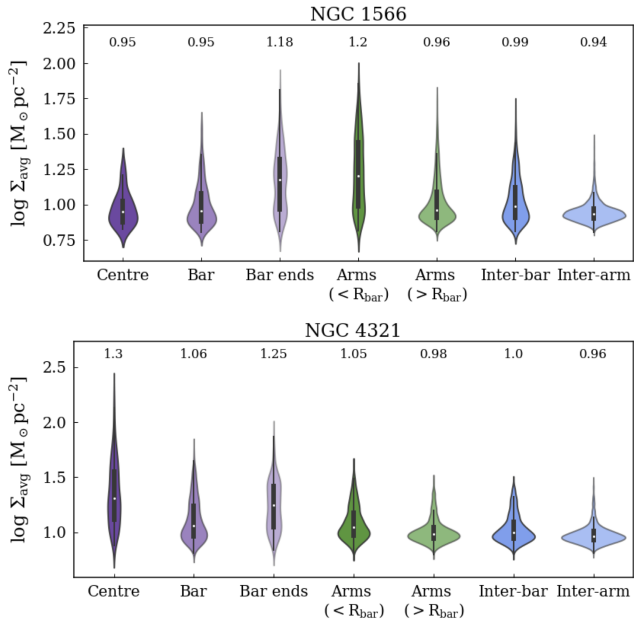 NGC 1566
log Σavg [M⊙pc−2]
2.25
2.00
1.75
1.50
1.25
1.00
0.75
0.95 0.95 1.18 1.2 0.96 0.99 0.94
Centre Bar Bar ends Arms Arms Inter-bar Inter-arm
(< Rbar) (> Rbar)
NGC 4321
log Σavg [M⊙pc−2]
2.5
2.0
1.5
1.0
1.3 1.06 1.25 1.05 0.98 1.0 0.96
Centre Bar Bar ends Arms Arms Inter-bar Inter-arm
(< Rbar) (> Rbar)